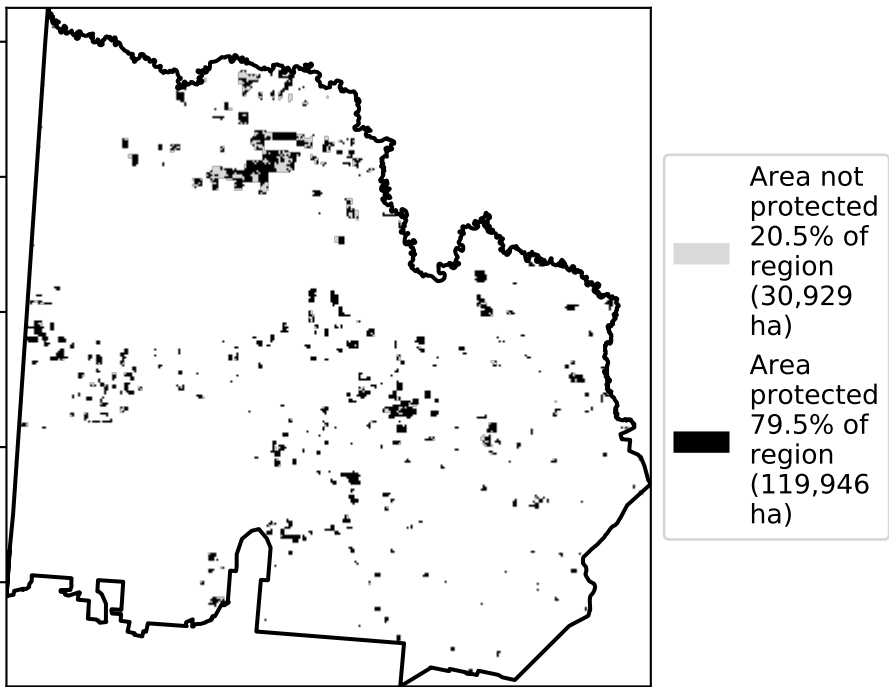 Area not
protected
20.5% of
region
(30,929
ha)
Area
protected
79.5% of
region
(119,946
ha)